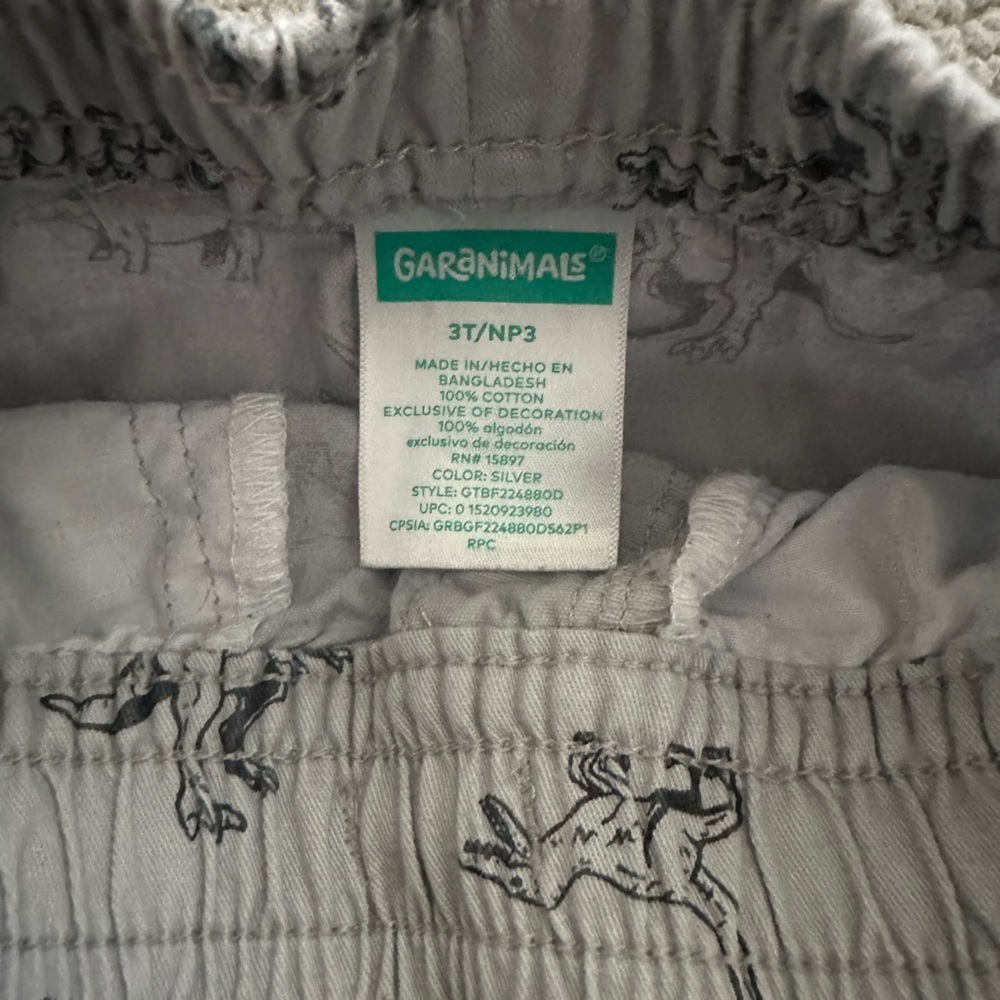 GARaNiMALS®
3T/NP3
MADE IN/HECHO EN
BANGLADESH
100% COTTON
EXCLUSIVE OF DECORATION
100% algodón
exclusivo de decoración
RN# 15897
COLOR: SILVER
STYLE: GTBF224880D
UPC: 0 1520923980
CPSIA: GRBGF224880DS62P1
RPC